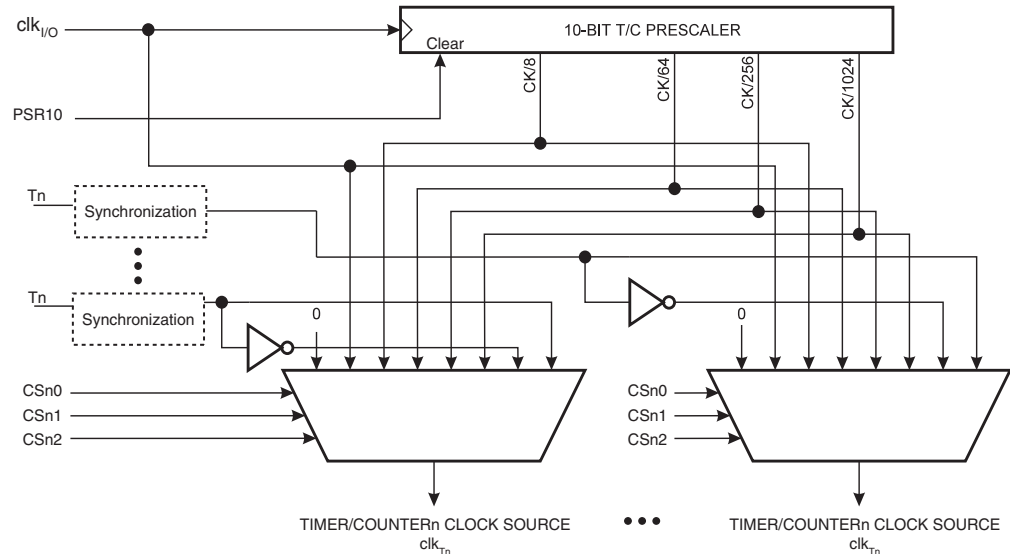 clkI/O
10-BIT T/C PRESCALER
Clear
CK/8
CK/64
CK/256
CK/1024
PSR10
Tn
Synchronization
Tn
Synchronization
0
0
CSn0
CSn1
CSn2
CSn0
CSn1
CSn2
TIMER/COUNTERn CLOCK SOURCE
clkTn
TIMER/COUNTERn CLOCK SOURCE
clkTn